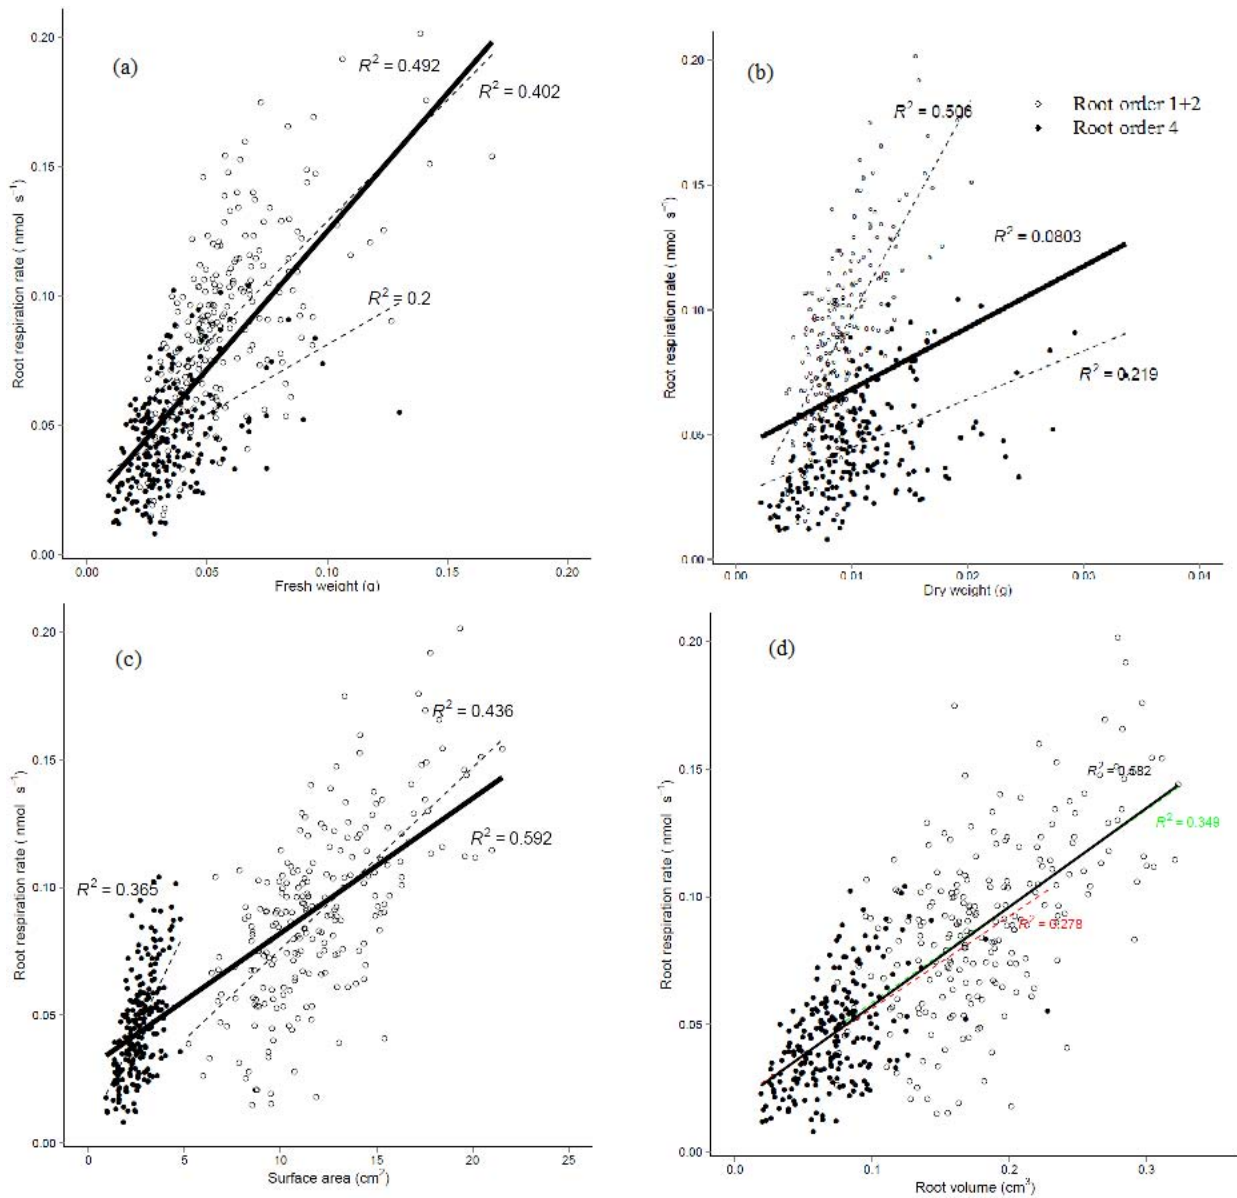 (a)
R² = 0.492
R² = 0.402
R² = 0.2
0.20
0.15
0.10
0.05
0.00
Root respiration rate ( nmol s⁻¹)
0.00 0.05 0.10 0.15 0.20
Fresh weight (g)
(b)
R² = 0.506
Root order 1+2
Root order 4
R² = 0.0803
R² = 0.219
0.20
0.15
0.10
0.05
0.00
Root respiration rate ( nmol s⁻¹)
0.00 0.01 0.02 0.03 0.04
Dry weight (g)
(c)
R² = 0.436
R² = 0.592
R² = 0.365
0.20
0.15
0.10
0.05
0.00
Root respiration rate ( nmol s⁻¹)
0 5 10 15 20 25
Surface area (cm²)
(d)
R² = 0.582
R² = 0.349
R² = 0.278
0.20
0.15
0.10
0.05
0.00
Root respiration rate ( nmol s⁻¹)
0.0 0.1 0.2 0.3
Root volume (cm³)